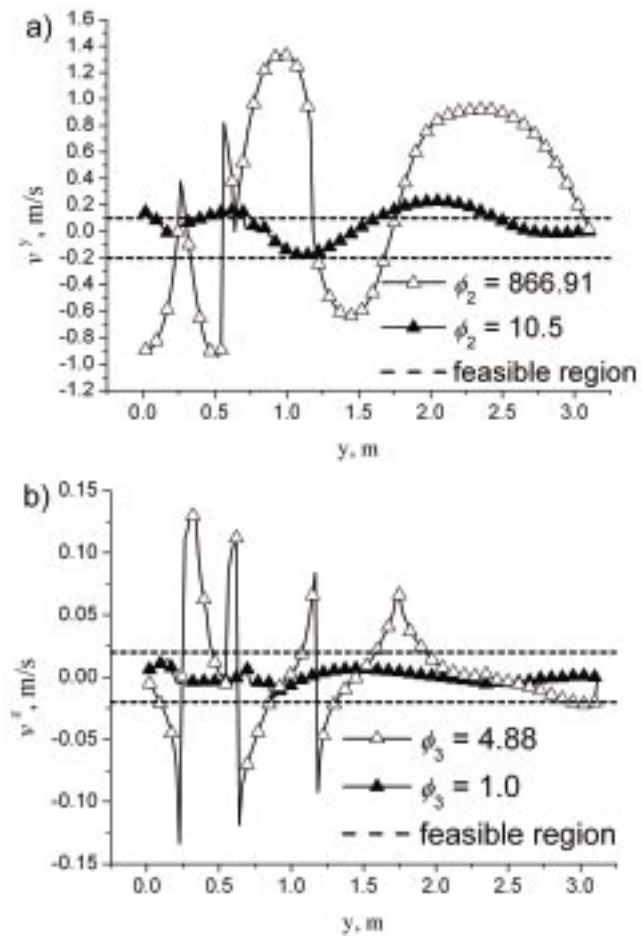 a)
1.6
1.4
1.2
1.0
0.8
0.6
0.4
0.2
0.0
-0.2
-0.4
-0.6
-0.8
-1.0
-1.2
v^y, m/s
ϕ_2 = 866.91
ϕ_2 = 10.5
feasible region
0.0 0.5 1.0 1.5 2.0 2.5 3.0
y, m
b)
0.15
0.10
0.05
0.00
-0.05
-0.10
-0.15
v^z, m/s
ϕ_3 = 4.88
ϕ_3 = 1.0
feasible region
0.0 0.5 1.0 1.5 2.0 2.5 3.0
y, m